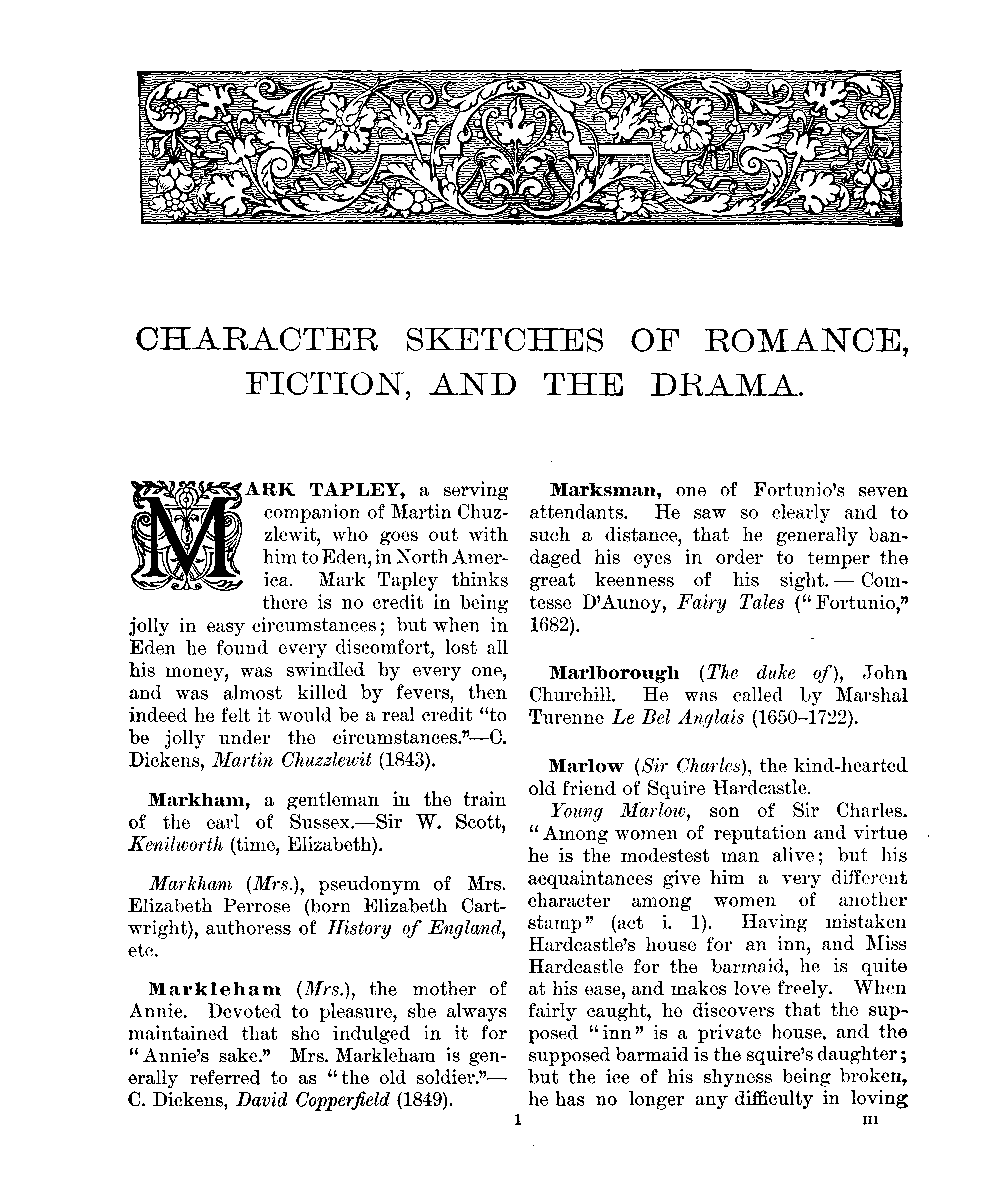 CHARACTER SKETCHES OF ROMANCE,
FICTION, AND THE DRAMA.
MARK TAPLEY, a serving
companion of Martin Chuz-
zlewit, who goes out with
him to Eden, in North Amer-
ica. Mark Tapley thinks
there is no credit in being
jolly in easy circumstances; but when in
Eden he found every discomfort, lost all
his money, was swindled by every one,
and was almost killed by fevers, then
indeed he felt it would be a real credit “to
be jolly under the circumstances.”—C.
Dickens, Martin Chuzzlewit (1843).
Markham, a gentleman in the train
of the earl of Sussex.—Sir W. Scott,
Kenilworth (time, Elizabeth).
Markham (Mrs.), pseudonym of Mrs.
Elizabeth Perrose (born Elizabeth Cart-
wright), authoress of History of England,
etc.
Markleham (Mrs.), the mother of
Annie. Devoted to pleasure, she always
maintained that she indulged in it for
“Annie's sake.” Mrs. Markleham is gen-
erally referred to as “the old soldier.”—
C. Dickens, David Copperfield (1849).
Marksman, one of Fortunio's seven
attendants. He saw so clearly and to
such a distance, that he generally ban-
daged his eyes in order to temper the
great keenness of his sight.—Com-
tesse D'Aunoy, Fairy Tales (“Fortunio,”
1682).
Marlborough (The duke of), John
Churchill. He was called by Marshal
Turenne Le Bel Anglais (1650–1722).
Marlow (Sir Charles), the kind-hearted
old friend of Squire Hardcastle.
Young Marlow, son of Sir Charles.
“Among women of reputation and virtue
he is the modestest man alive; but his
acquaintances give him a very different
character among women of another
stamp” (act i. 1). Having mistaken
Hardcastle's house for an inn, and Miss
Hardcastle for the barmaid, he is quite
at his ease, and makes love freely. When
fairly caught, he discovers that the sup-
posed “inn” is a private house, and the
supposed barmaid is the squire's daughter;
but the ice of his shyness being broken,
he has no longer any difficulty in loving
1 III